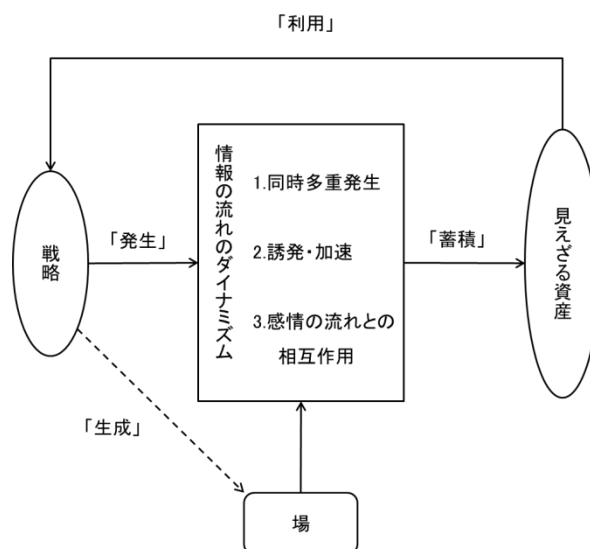 「利用」
戦略
「発生」
情報の流れのダイナミズム
1.同時多重発生
2.誘発・加速
3.感情の流れとの
相互作用
「蓄積」
見えざる資産
「生成」
場